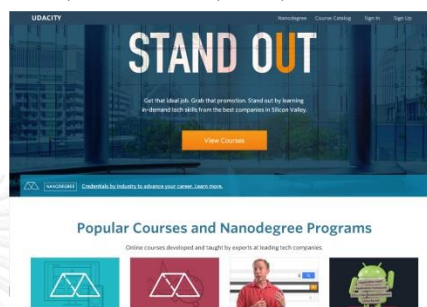 UDACITY
Nanodegree Course Catalog Sign In Sign Up
STAND OUT
Get that ideal job. Grab that promotion. Stand out by learning
in-demand tech skills from the best companies in Silicon Valley.
View Courses
NANODEGREE Credentials by industry to advance your career. Learn more.
Popular Courses and Nanodegree Programs
Online courses developed and taught by experts at leading tech companies.